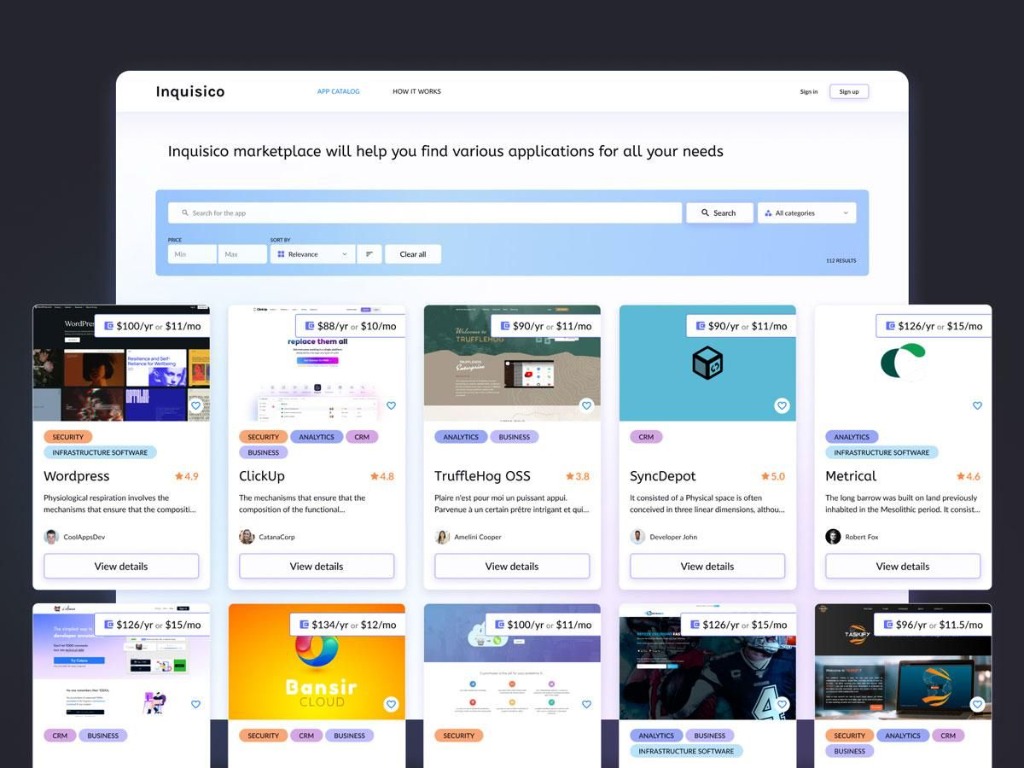 Inquisico
APP CATALOG
HOW IT WORKS
Sign in
Sign up
Inquisico marketplace will help you find various applications for all your needs
Search for the app
Search
All categories
PRICE
SORT BY
Min
Max
Relevance
Clear all
112 RESULTS
$100/yr or $11/mo
SECURITY
INFRASTRUCTURE SOFTWARE
Wordpress
4.9
Physiological respiration involves the
mechanisms that ensure that the compositi...
CoolAppsDev
View details
$88/yr or $10/mo
replace them all
SECURITY
ANALYTICS
CRM
BUSINESS
ClickUp
4.8
The mechanisms that ensure that the
composition of the functional...
CatanaCorp
View details
$90/yr or $11/mo
Welcome to
TRUFFLEHOG
Enterprise
ANALYTICS
BUSINESS
TruffleHog OSS
3.8
Plaire n'est pour moi un puissant appui.
Parvenue à un certain prêtre intrigant et qui...
Amelini Cooper
View details
$90/yr or $11/mo
CRM
SyncDepot
5.0
It consisted of a Physical space is often
conceived in three linear dimensions, althou...
Developer John
View details
$126/yr or $15/mo
ANALYTICS
INFRASTRUCTURE SOFTWARE
Metrical
4.6
The long barrow was built on land previously
inhabited in the Mesolithic period. It consist...
Robert Fox
View details
$126/yr or $15/mo
CRM
BUSINESS
$134/yr or $12/mo
Bansir
CLOUD
SECURITY
CRM
BUSINESS
$100/yr or $11/mo
SECURITY
$126/yr or $15/mo
ANALYTICS
BUSINESS
INFRASTRUCTURE SOFTWARE
$96/yr or $11.5/mo
TASKIFY
SECURITY
ANALYTICS
CRM
BUSINESS